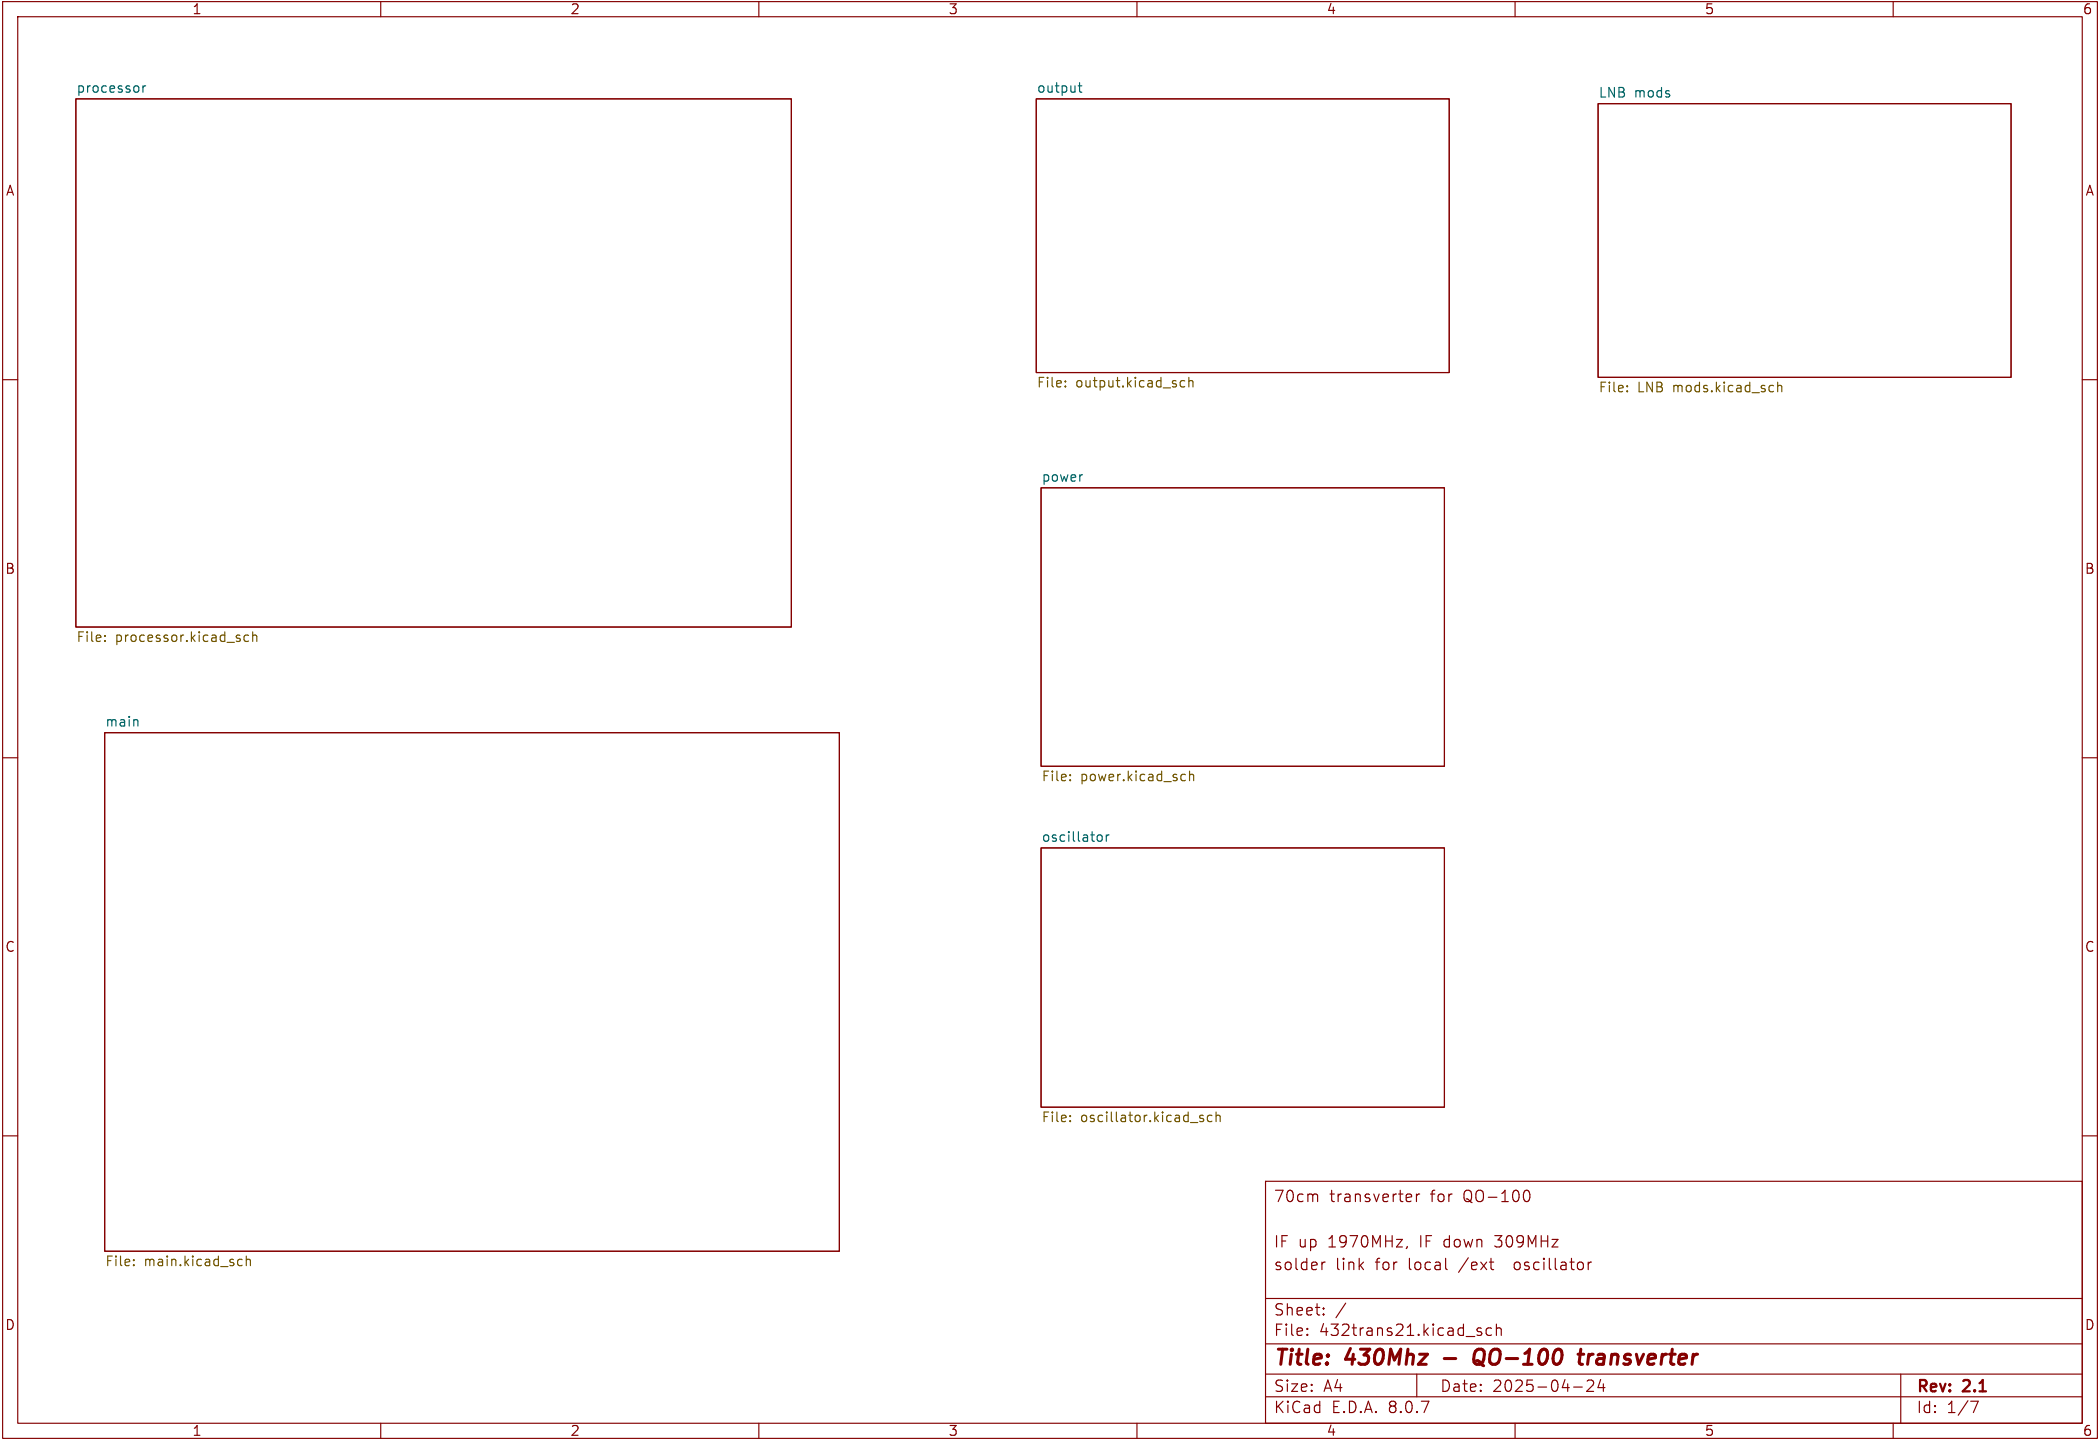 1 2 3 4 5 6
processor
output
LNB mods
A A
File: output.kicad_sch
File: LNB mods.kicad_sch
power
B B
File: processor.kicad_sch
main
File: power.kicad_sch
oscillator
C C
File: oscillator.kicad_sch
File: main.kicad_sch
70cm transverter for QO-100
IF up 1970MHz, IF down 309MHz
solder link for local /ext  oscillator
Sheet: /
File: 432trans21.kicad_sch
D D
Title: 430Mhz - QO-100 transverter
Size: A4 Date: 2025-04-24 Rev: 2.1
KiCad E.D.A. 8.0.7 Id: 1/7
1 2 3 4 5 6